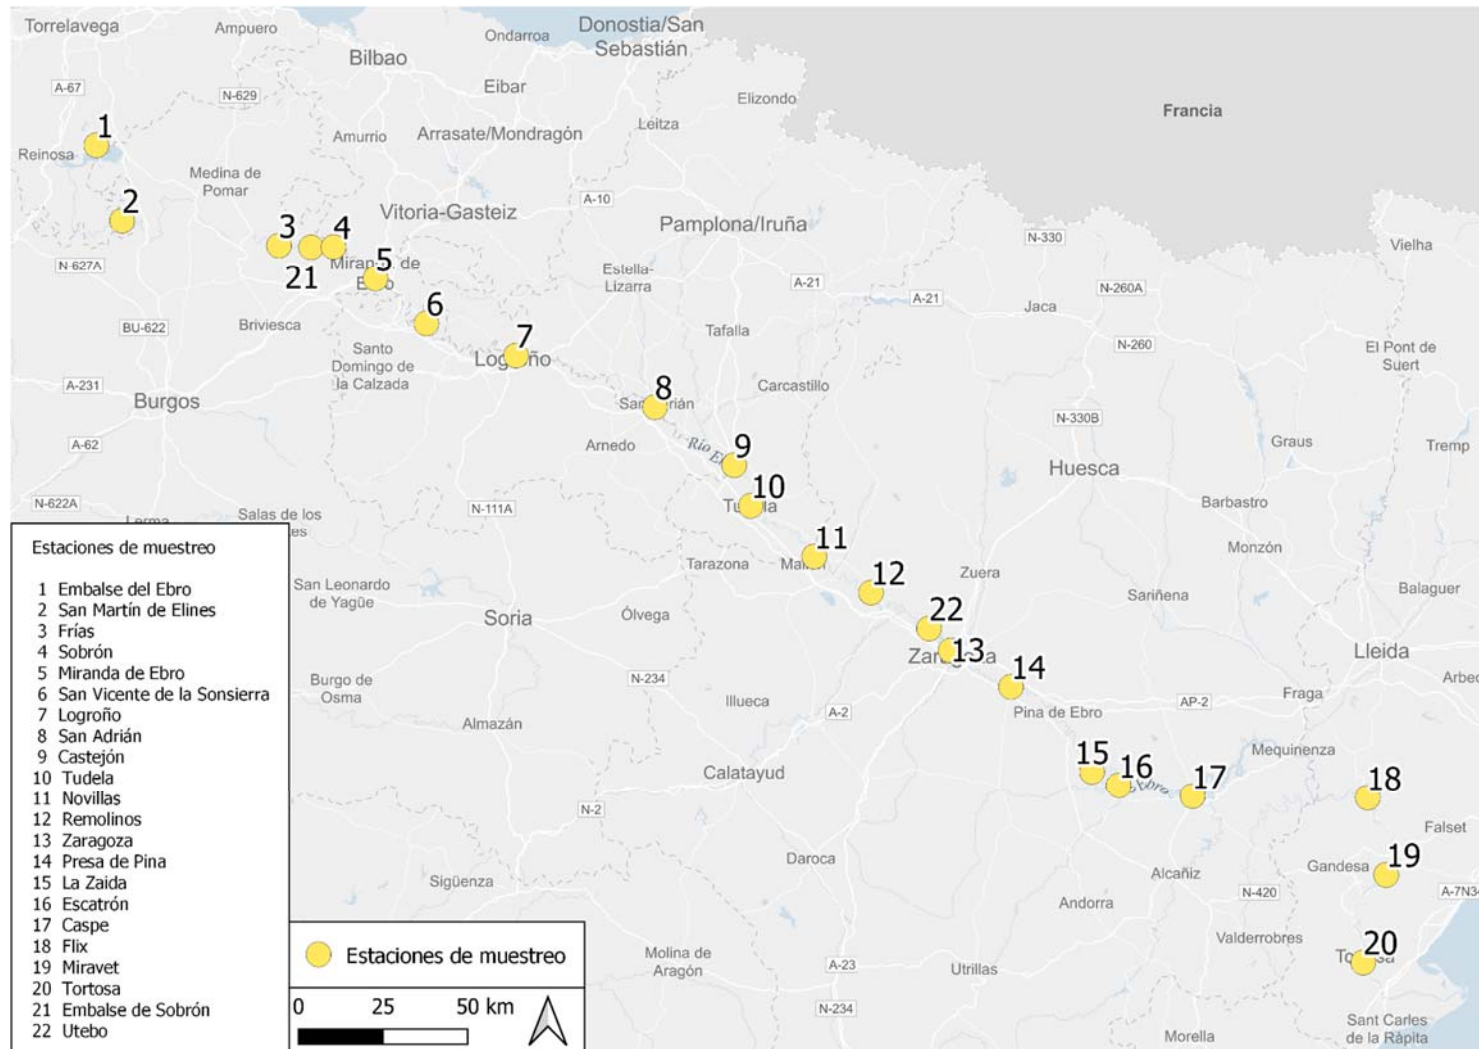 Torrelavega
Ampuero
Ondarroa
Donostia/San
Sebastián
Bilbao
A-67
N-629
Eibar
Elizondo
Francia
1
Amurrio
Arrasate/Mondragón
Leitza
Reinosa
Medina de
Pomar
2
A-10
Vitoria-Gasteiz
Pamplona/Iruña
3
4
N-330
Vielha
N-627A
21
5
Estella-
Lizarra
A-21
A-21
N-260A
Jaca
BU-622
Briviesca
6
Tafalla
7
N-260
Santo
Domingo de
la Calzada
El Pont de
Suert
A-231
Burgos
8
Carcastillo
N-330B
A-62
Arnedo
9
Graus
Tremp
Huesca
10
N-622A
N-111A
Barbastro
Lerma
Salas de los
11
Monzón
Tarazona
12
Zuera
San Leonardo
de Yagüe
Balaguer
Sariñena
Soria
Ólvega
22
13
Lleida
Burgo de
Osma
N-234
14
Illueca
Fraga
Almazán
A-2
Pina de Ebro
AP-2
Mequinenza
15
16
17
18
Calatayud
Ebro
N-2
Falset
Daroca
Gandesa
19
Alcañiz
Sigüenza
Andorra
N-420
A-7N34
Valderrobres
20
Molina de
Aragón
A-23
Utrillas
N-234
Morella
Sant Carles
de la Ràpita
Estaciones de muestreo
1 Embalse del Ebro
2 San Martín de Elines
3 Frías
4 Sobrón
5 Miranda de Ebro
6 San Vicente de la Sonsierra
7 Logroño
8 San Adrián
9 Castejón
10 Tudela
11 Novillas
12 Remolinos
13 Zaragoza
14 Presa de Pina
15 La Zaida
16 Escatrón
17 Caspe
18 Flix
19 Miravet
20 Tortosa
21 Embalse de Sobrón
22 Utebo
Estaciones de muestreo
0 25 50 km